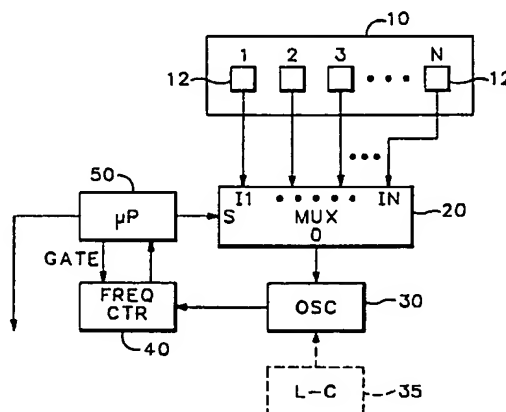 10
1 2 3 N
12 12
50
I1 IN
µP S MUX 20
O
GATE
FREQ
CTR OSC 30
40
L-C 35